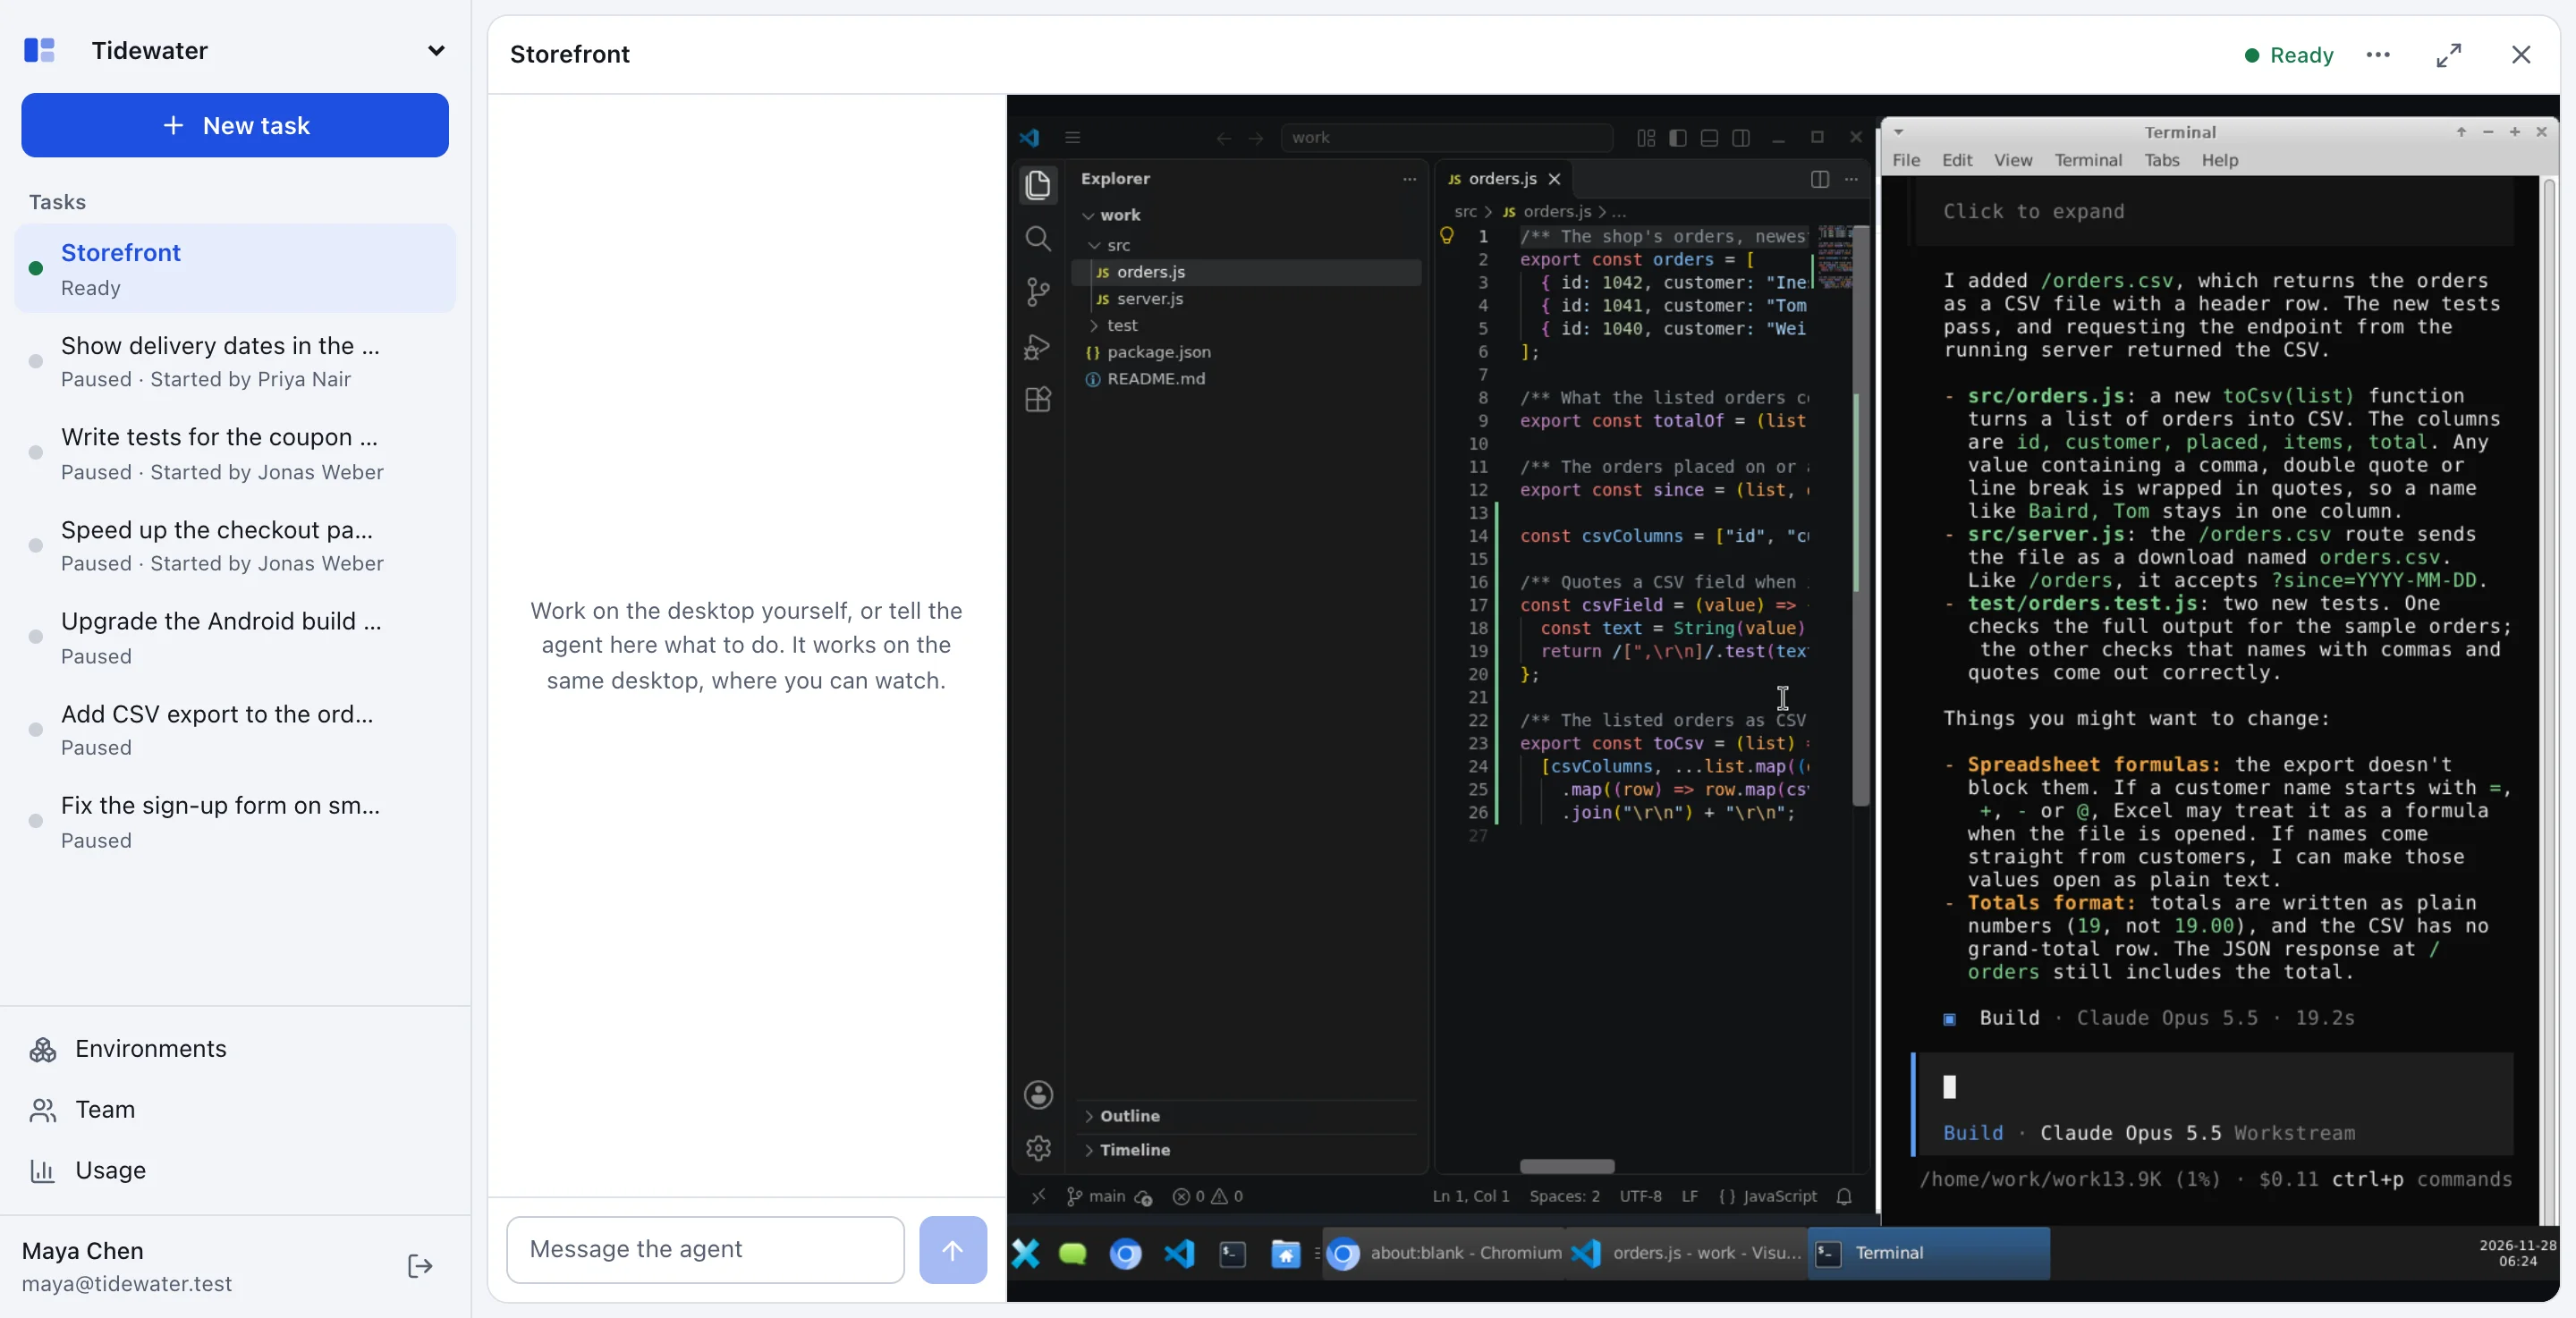 Tidewater
New task
Tasks
Storefront
Ready
Show delivery dates in the ...
Paused · Started by Priya Nair
Write tests for the coupon ...
Paused · Started by Jonas Weber
Speed up the checkout pa...
Paused · Started by Jonas Weber
Upgrade the Android build ...
Paused
Add CSV export to the ord...
Paused
Fix the sign-up form on sm...
Paused
Environments
Team
Usage
Maya Chen
maya@tidewater.test
Storefront
Ready
Work on the desktop yourself, or tell the
agent here what to do. It works on the
same desktop, where you can watch.
Message the agent
work
Explorer
work
src
JS orders.js
JS server.js
test
{} package.json
README.md
Outline
Timeline
JS orders.js
src > JS orders.js > ...
1 /** The shop's orders, newes
2 export const orders = [
3 { id: 1042, customer: "Ine
4 { id: 1041, customer: "Tom
5 { id: 1040, customer: "Wei
6 ];
7
8 /** What the listed orders
9 export const totalOf = (list
10
11 /** The orders placed on or
12 export const since = (list,
13
14 const csvColumns = ["id",
15
16 /** Quotes a CSV field when
17 const csvField = (value) =>
18 const text = String(value)
19 return /[",\r\n]/.test(tex
20 };
21
22 /** The listed orders as CSV
23 export const toCsv = (list)
24 [csvColumns, ...list.map((
25 .map((row) => row.map(cs
26 .join("\r\n") + "\r\n";
27
main
0
0
Ln 1, Col 1
Spaces: 2
UTF-8
LF
{ } JavaScript
Terminal
File Edit View Terminal Tabs Help
Click to expand
I added /orders.csv, which returns the orders
as a CSV file with a header row. The new tests
pass, and requesting the endpoint from the
running server returned the CSV.
- src/orders.js: a new toCsv(list) function
turns a list of orders into CSV. The columns
are id, customer, placed, items, total. Any
value containing a comma, double quote or
line break is wrapped in quotes, so a name
like Baird, Tom stays in one column.
- src/server.js: the /orders.csv route sends
the file as a download named orders.csv.
Like /orders, it accepts ?since=YYYY-MM-DD.
- test/orders.test.js: two new tests. One
checks the full output for the sample orders;
the other checks that names with commas and
quotes come out correctly.
Things you might want to change:
- Spreadsheet formulas: the export doesn't
block them. If a customer name starts with =,
+, - or @, Excel may treat it as a formula
when the file is opened. If names come
straight from customers, I can make those
values open as plain text.
- Totals format: totals are written as plain
numbers (19, not 19.00), and the CSV has no
grand-total row. The JSON response at /
orders still includes the total.
Build · Claude Opus 5.5 · 19.2s
Build · Claude Opus 5.5 Workstream
/home/work/work13.9K (1%) · $0.11 ctrl+p commands
about:blank - Chromium
orders.js - work - Visu...
Terminal
2026-11-28
06:24